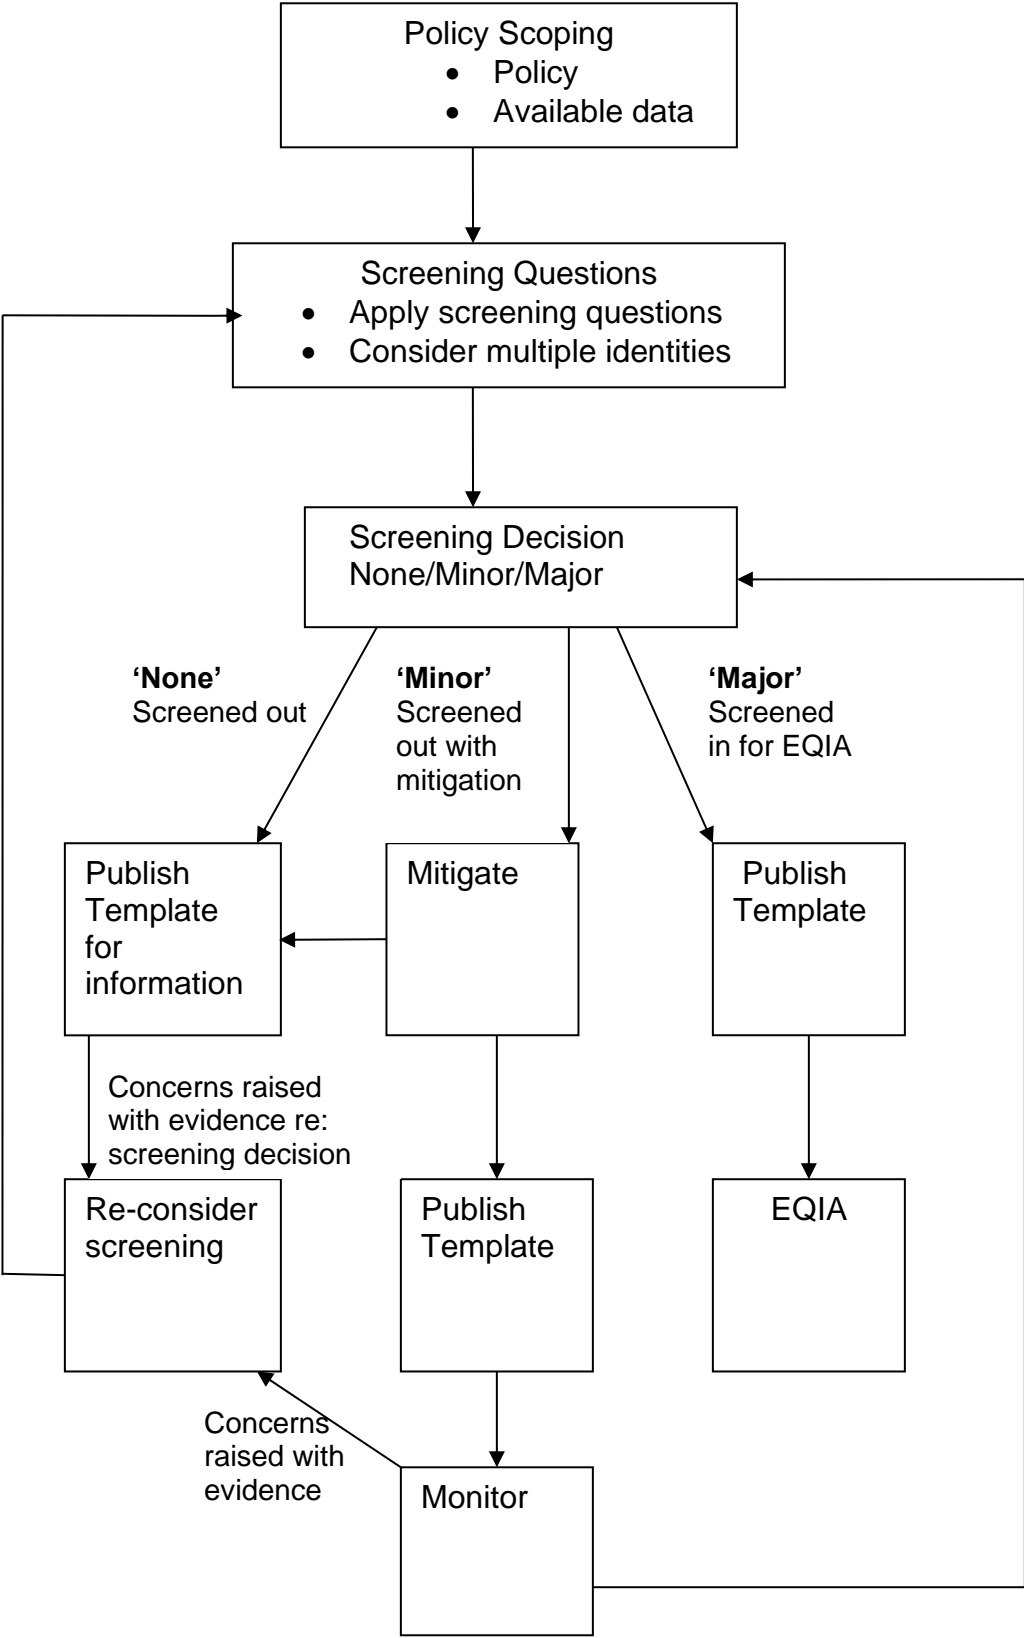 Policy Scoping
• Policy
• Available data
Screening Questions
• Apply screening questions
• Consider multiple identities
Screening Decision
None/Minor/Major
‘None’
Screened out
‘Minor’
Screened
out with
mitigation
‘Major’
Screened
in for EQIA
Publish
Template
for
information
Mitigate
Publish
Template
Concerns raised
with evidence re:
screening decision
Re-consider
screening
Publish
Template
EQIA
Concerns
raised with
evidence
Monitor